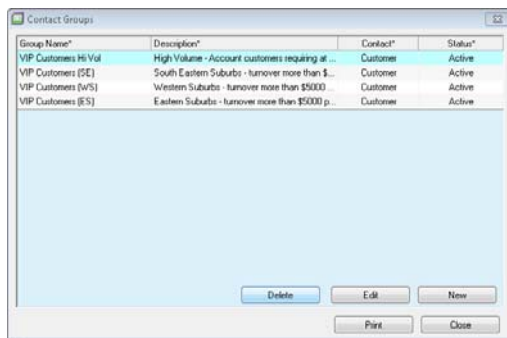 Contact Groups
Group Name* Description* Contact* Status*
VIP Customers Hi Vol High Volume - Account customers requiring at ... Customer Active
VIP Customers (SE) South Eastern Suburbs - turnover more than $... Customer Active
VIP Customers (WS) Western Suburbs - turnover more than $5000 ... Customer Active
VIP Customers (ES) Eastern Suburbs - turnover more than $5000 p... Customer Active
Delete Edit New
Print Close